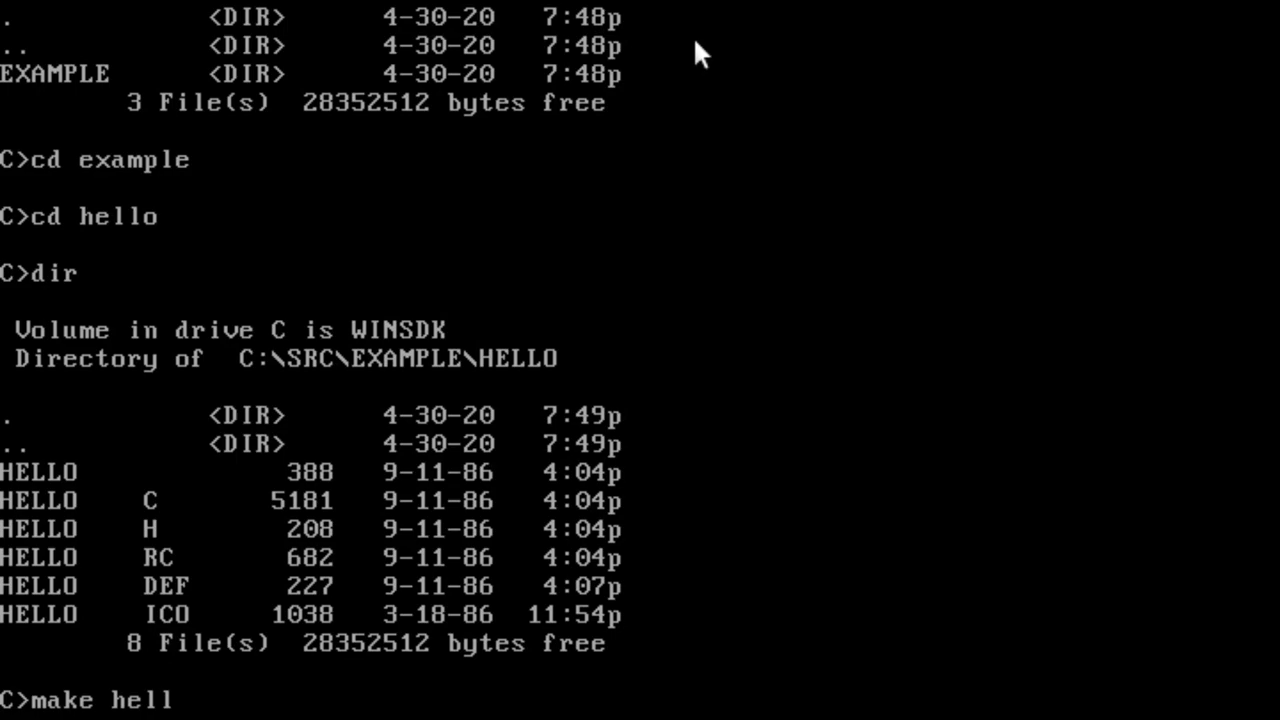 .            <DIR>      4-30-20   7:48p
..           <DIR>      4-30-20   7:48p
EXAMPLE      <DIR>      4-30-20   7:48p
        3 File(s)  28352512 bytes free
C>cd example
C>cd hello
C>dir
 Volume in drive C is WINSDK
 Directory of  C:\SRC\EXAMPLE\HELLO
.            <DIR>      4-30-20   7:49p
..           <DIR>      4-30-20   7:49p
HELLO             388   9-11-86   4:04p
HELLO    C       5181   9-11-86   4:04p
HELLO    H        208   9-11-86   4:04p
HELLO    RC       682   9-11-86   4:04p
HELLO    DEF      227   9-11-86   4:07p
HELLO    ICO     1038   3-18-86  11:54p
        8 File(s)  28352512 bytes free
C>make hell